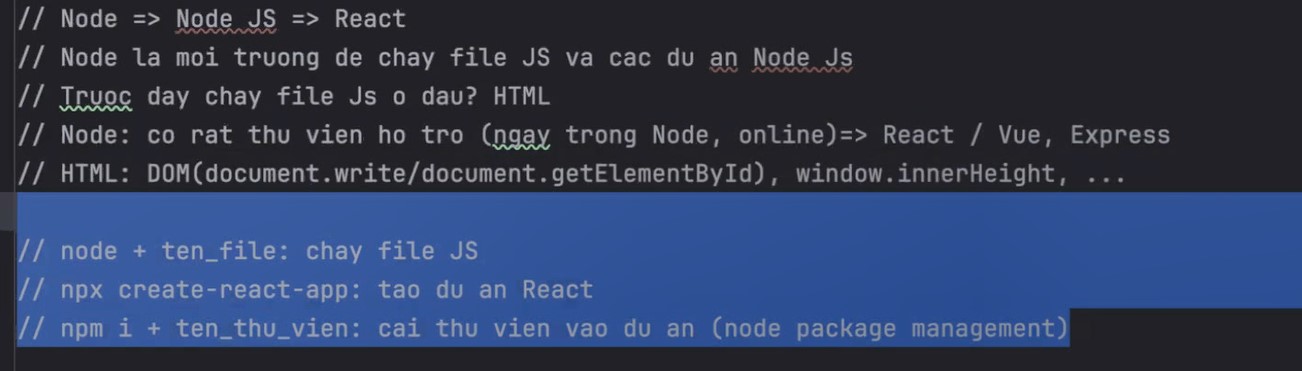 // Node => Node JS => React
// Node la moi truong de chay file JS va cac du an Node Js
// Truoc day chay file Js o dau? HTML
// Node: co rat thu vien ho tro (ngay trong Node, online)=> React / Vue, Express
// HTML: DOM(document.write/document.getElementById), window.innerHeight, ...
// node + ten_file: chay file JS
// npx create-react-app: tao du an React
// npm i + ten_thu_vien: cai thu vien vao du an (node package management)